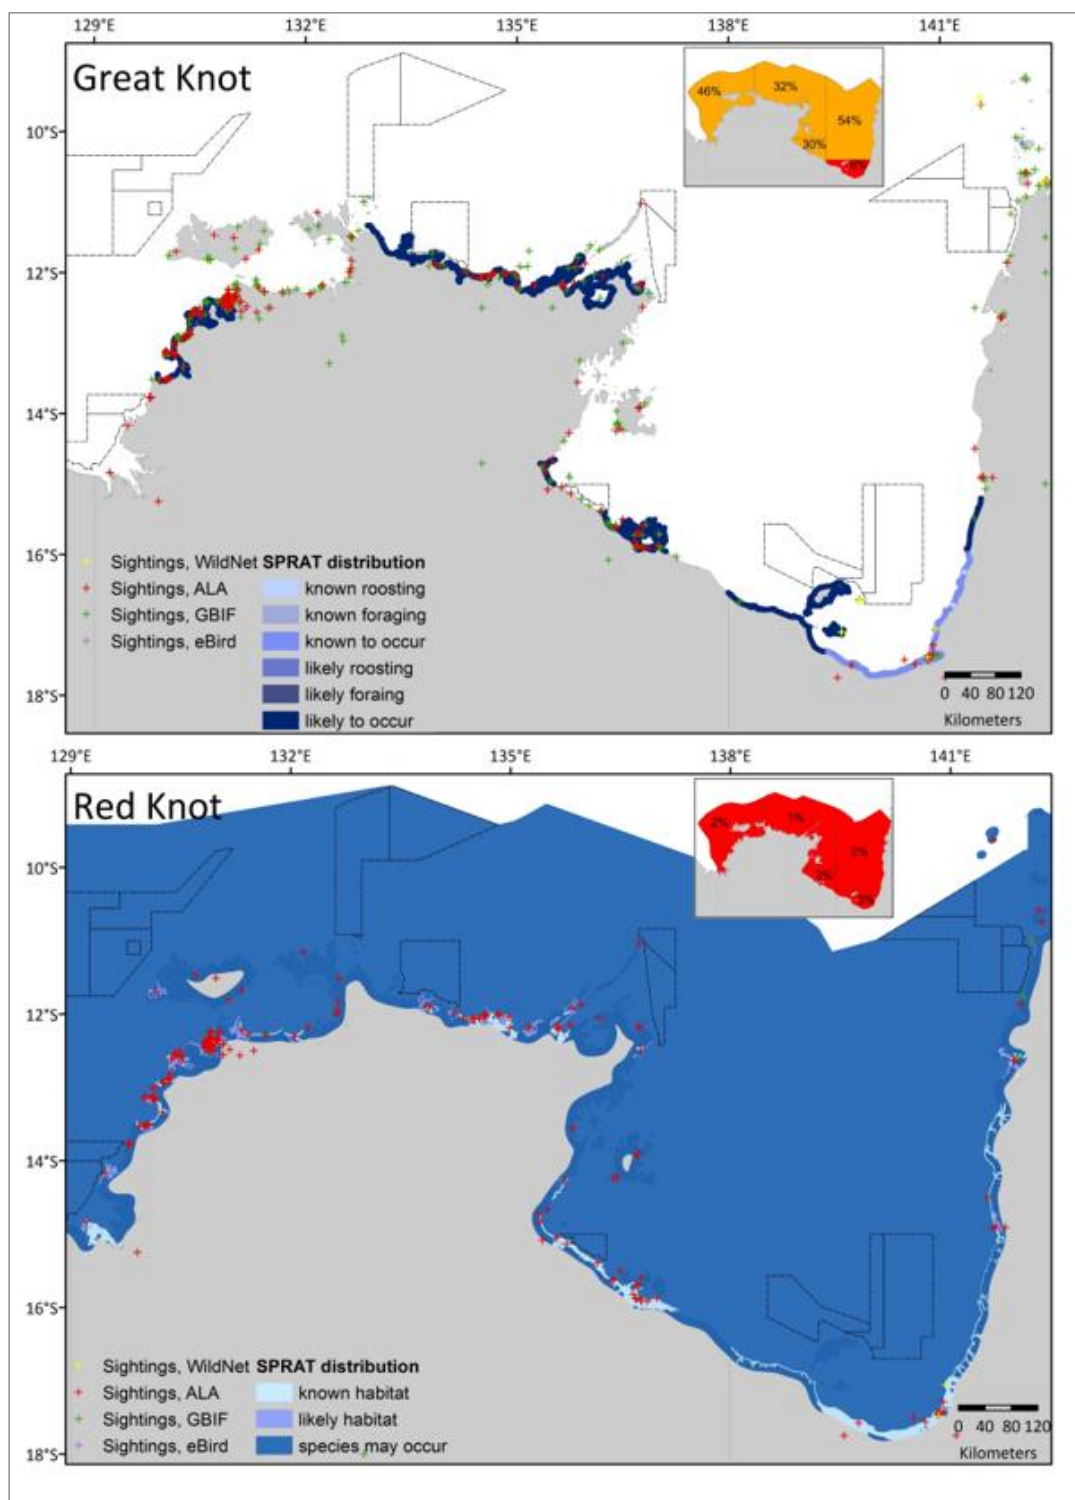 129°E 132°E 135°E 138°E 141°E
Great Knot
46% 32% 54%
30%
10°S
12°S
14°S
16°S
18°S
Sightings, WildNet SPRAT distribution
Sightings, ALA known roosting
Sightings, GBIF known foraging
Sightings, eBird known to occur
likely roosting
likely foraing
likely to occur
0 40 80 120
Kilometers
129°E 132°E 135°E 138°E 141°E
Red Knot
2% 1% 2%
10°S
12°S
14°S
16°S
18°S
Sightings, WildNet SPRAT distribution
Sightings, ALA known habitat
Sightings, GBIF likely habitat
Sightings, eBird species may occur
0 40 80 120
Kilometers